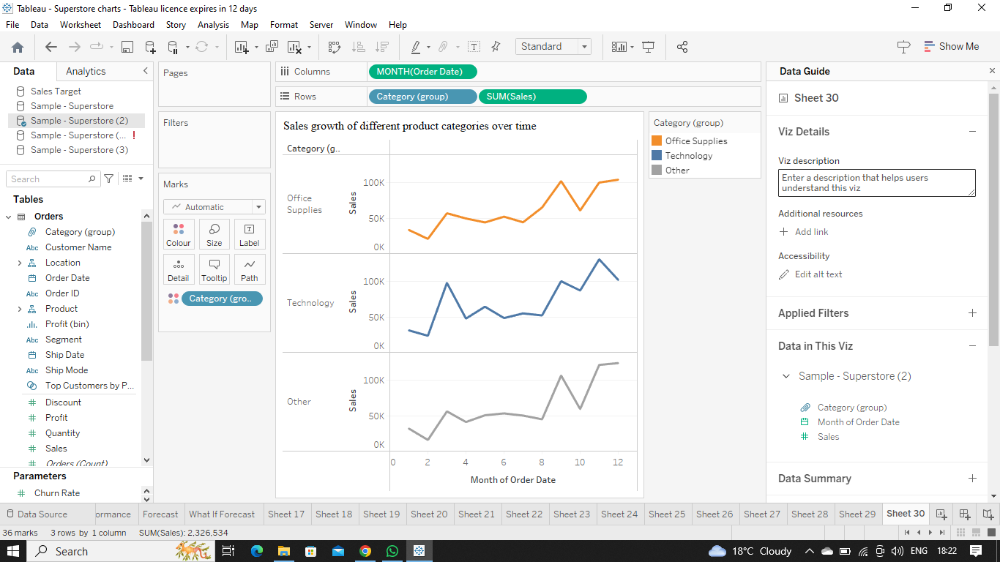 Tableau - Superstore charts - Tableau licence expires in 12 days
File Data Worksheet Dashboard Story Analysis Map Format Server Window Help
Standard
Show Me
Data Analytics
Sales Target
Sample - Superstore
Sample - Superstore (2)
Sample - Superstore (... !
Sample - Superstore (3)
Search
Tables
Orders
Category (group)
Abc Customer Name
Location
Order Date
Abc Order ID
Product
Profit (bin)
Abc Segment
Ship Date
Abc Ship Mode
Top Customers by P...
Discount
Profit
Quantity
Sales
Orders (Count)
Parameters
Churn Rate
Pages
Filters
Marks
Automatic
Colour Size Label
Detail Tooltip Path
Category (gro..
Columns MONTH(Order Date)
Rows Category (group) SUM(Sales)
Sales growth of different product categories over time
Category (g..
Office Supplies
Sales
100K
50K
0K
Technology
Sales
100K
50K
0K
Other
Sales
100K
50K
0K
0 2 4 6 8 10 12
Month of Order Date
Category (group)
Office Supplies
Technology
Other
Data Guide
Sheet 30
Viz Details
Viz description
Enter a description that helps users
understand this viz
Additional resources
Add link
Accessibility
Edit alt text
Applied Filters
Data in This Viz
Sample - Superstore (2)
Category (group)
Month of Order Date
Sales
Data Summary
Data Source ormance Forecast What If Forecast Sheet 17 Sheet 18 Sheet 19 Sheet 20 Sheet 21 Sheet 22 Sheet 23 Sheet 24 Sheet 25 Sheet 26 Sheet 27 Sheet 28 Sheet 29 Sheet 30
36 marks 3 rows by 1 column SUM(Sales): 2,326,534
Search
18°C Cloudy ENG 18:22